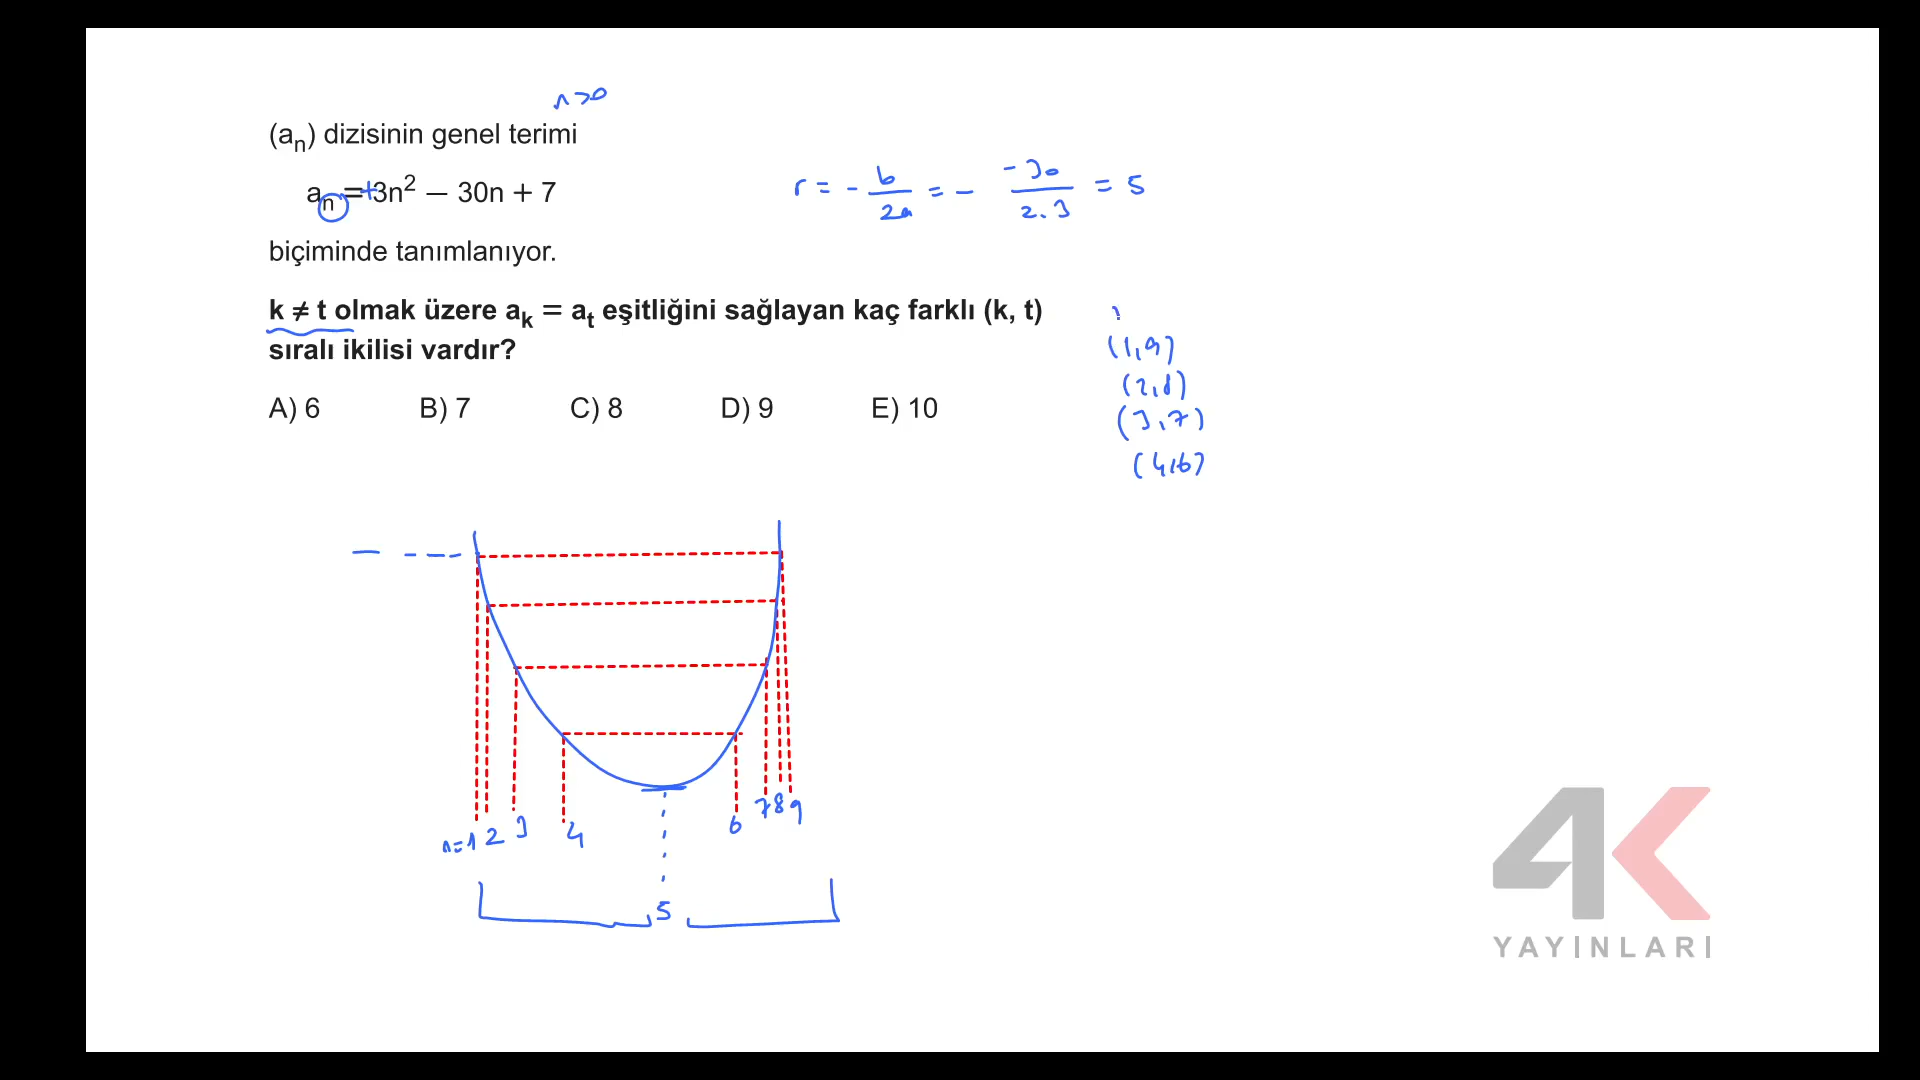 n>0
(aₙ) dizisinin genel terimi
aₙ = +3n² — 30n + 7
r = - b/2a = - -30/2.3 = 5
biçiminde tanımlanıyor.
k ≠ t olmak üzere aₖ = aₜ eşitliğini sağlayan kaç farklı (k, t)
sıralı ikilisi vardır?
A) 6 B) 7 C) 8 D) 9 E) 10
(1,9)
(2,8)
(3,7)
(4,6)
n=1 2 3 4 6 7 8 9
5
4K
YAYINLARI